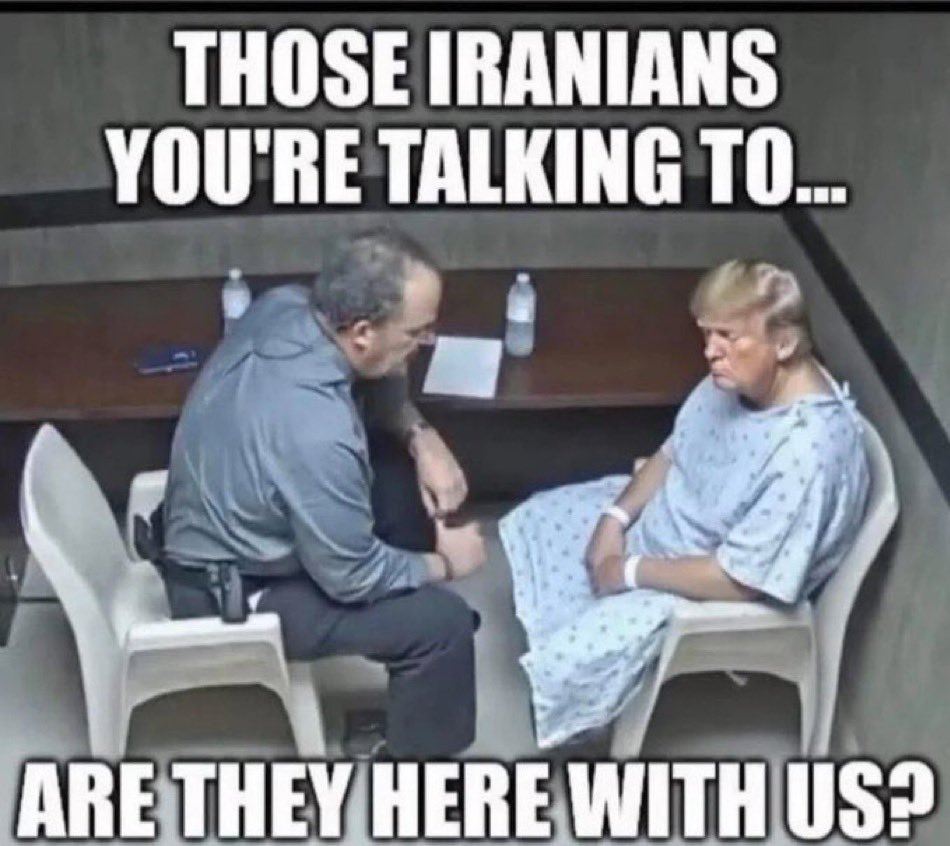 THOSE IRANIANS
YOU'RE TALKING TO...
ARE THEY HERE WITH US?